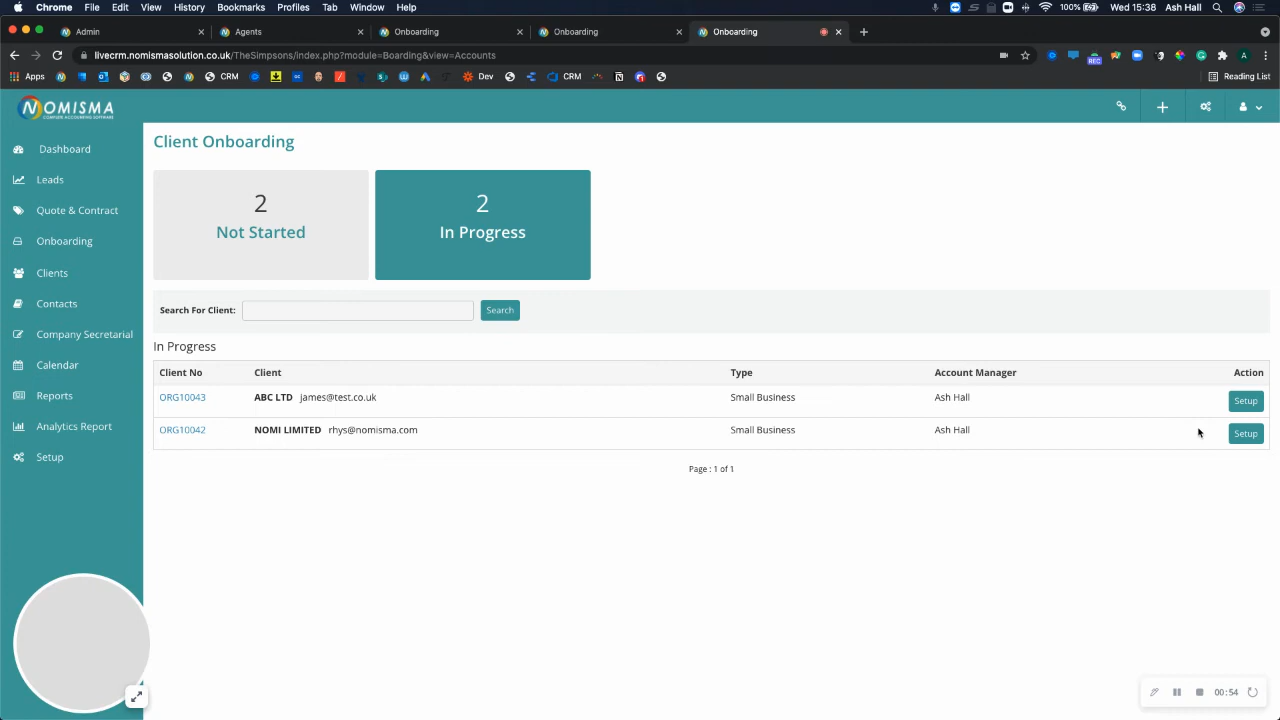 Chrome File Edit View History Bookmarks Profiles Tab Window Help 100% Wed 15:38 Ash Hall
Admin Agents Onboarding Onboarding Onboarding
livecrm.nomismasolution.co.uk/TheSimpsons/index.php?module=Boarding&view=Accounts REC A
Apps CRM Dev CRM Reading List
NOMISMA
COMPLETE ACCOUNTING SOFTWARE
Dashboard
Leads
Quote & Contract
Onboarding
Clients
Contacts
Company Secretarial
Calendar
Reports
Analytics Report
Setup
Client Onboarding
2
Not Started
2
In Progress
Search For Client: Search
In Progress
Client No Client Type Account Manager Action
ORG10043 ABC LTD james@test.co.uk Small Business Ash Hall Setup
ORG10042 NOMI LIMITED rhys@nomisma.com Small Business Ash Hall Setup
Page : 1 of 1
00:54